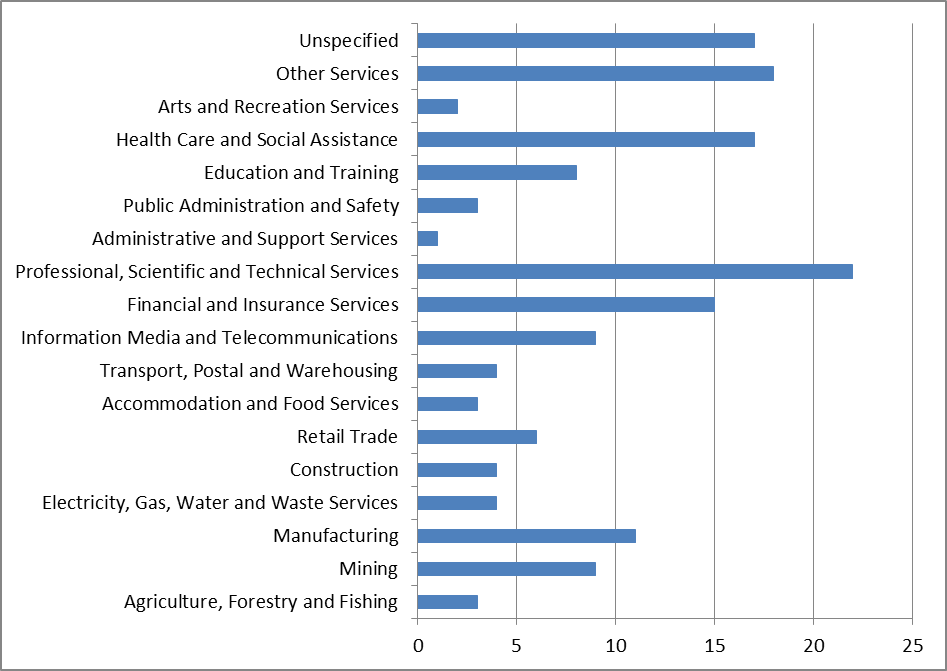 Unspecified
Other Services
Arts and Recreation Services
Health Care and Social Assistance
Education and Training
Public Administration and Safety
Administrative and Support Services
Professional, Scientific and Technical Services
Financial and Insurance Services
Information Media and Telecommunications
Transport, Postal and Warehousing
Accommodation and Food Services
Retail Trade
Construction
Electricity, Gas, Water and Waste Services
Manufacturing
Mining
Agriculture, Forestry and Fishing
0 5 10 15 20 25